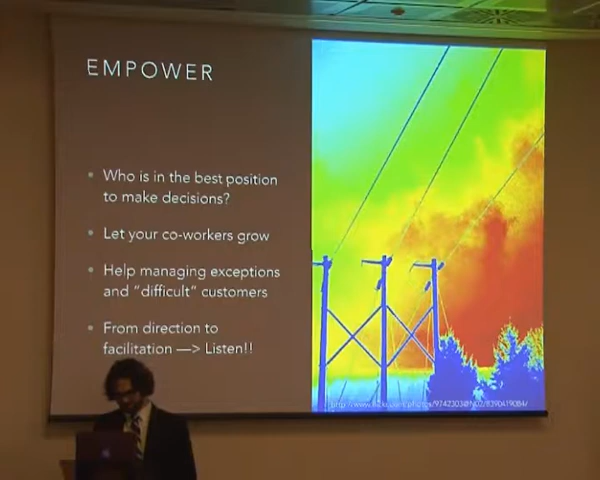 EMPOWER
• Who is in the best position
to make decisions?
• Let your co-workers grow
• Help managing exceptions
and "difficult" customers
• From direction to
facilitation —> Listen!!